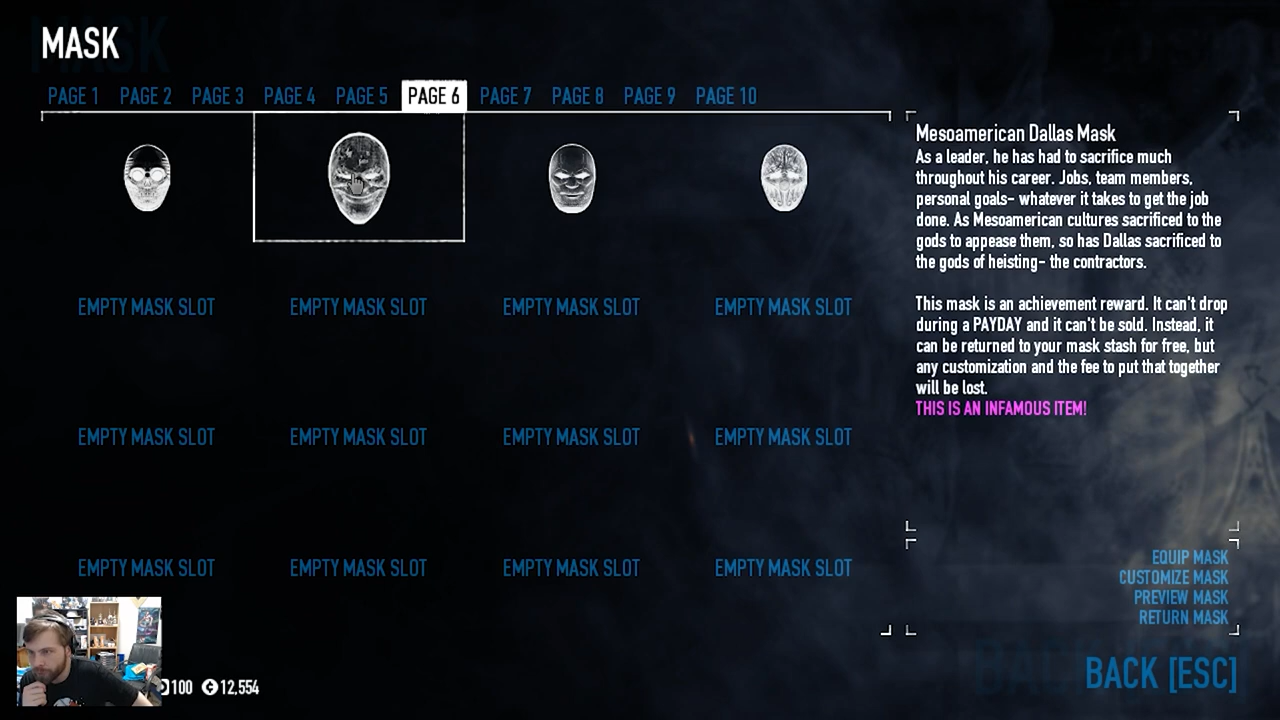 MASK
PAGE 1 PAGE 2 PAGE 3 PAGE 4 PAGE 5 PAGE 6 PAGE 7 PAGE 8 PAGE 9 PAGE 10
Mesoamerican Dallas Mask
As a leader, he has had to sacrifice much
throughout his career. Jobs, team members,
personal goals- whatever it takes to get the job
done. As Mesoamerican cultures sacrificed to the
gods to appease them, so has Dallas sacrificed to
the gods of heisting- the contractors.
This mask is an achievement reward. It can't drop
during a PAYDAY and it can't be sold. Instead, it
can be returned to your mask stash for free, but
any customization and the fee to put that together
will be lost.
THIS IS AN INFAMOUS ITEM!
EMPTY MASK SLOT EMPTY MASK SLOT EMPTY MASK SLOT EMPTY MASK SLOT
EMPTY MASK SLOT EMPTY MASK SLOT EMPTY MASK SLOT EMPTY MASK SLOT
EMPTY MASK SLOT EMPTY MASK SLOT EMPTY MASK SLOT EMPTY MASK SLOT
EQUIP MASK
CUSTOMIZE MASK
PREVIEW MASK
RETURN MASK
100 12,554
BACK [ESC]